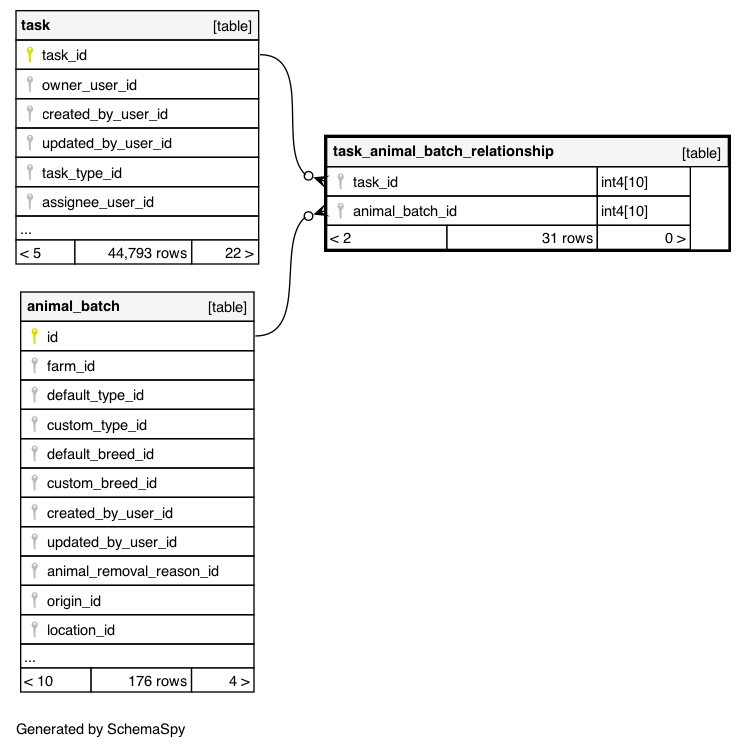 task [table]
task_id
owner_user_id
created_by_user_id
updated_by_user_id
task_type_id
assignee_user_id
...
< 5 44,793 rows 22 >
task_animal_batch_relationship [table]
task_id int4[10]
animal_batch_id int4[10]
< 2 31 rows 0 >
animal_batch [table]
id
farm_id
default_type_id
custom_type_id
default_breed_id
custom_breed_id
created_by_user_id
updated_by_user_id
animal_removal_reason_id
origin_id
location_id
...
< 10 176 rows 4 >
Generated by SchemaSpy